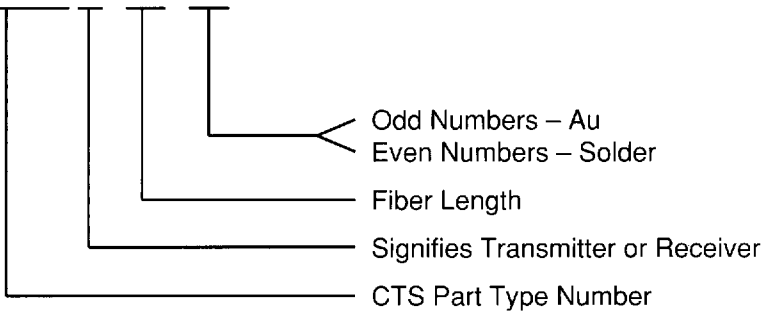 Odd Numbers – Au
Even Numbers – Solder
Fiber Length
Signifies Transmitter or Receiver
CTS Part Type Number